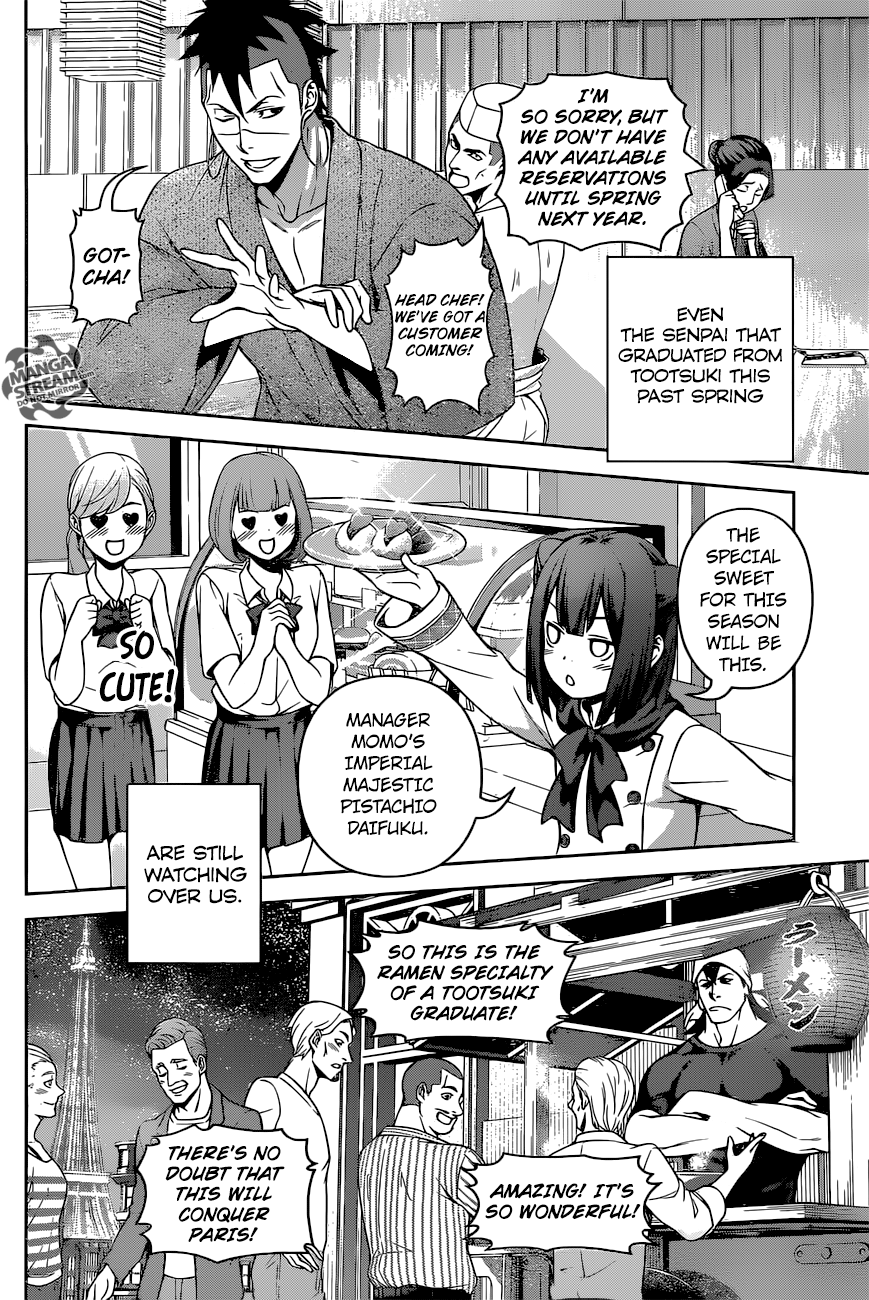 I'M
SO SORRY, BUT
WE DON'T HAVE
ANY AVAILABLE
RESERVATIONS
UNTIL SPRING
NEXT YEAR.
HEAD CHEF!
WE'VE GOT A
CUSTOMER
COMING!
GOT-
CHA!
EVEN
THE SENPAI THAT
GRADUATED FROM
TOOTSUKI THIS
PAST SPRING
MANGA
STREAM.com
DO NOT MIRROR
THE
SPECIAL
SWEET
FOR THIS
SEASON
WILL BE
THIS.
MANAGER
MOMO'S
IMPERIAL
MAJESTIC
PISTACHIO
DAIFUKU.
SO
CUTE!
ARE STILL
WATCHING
OVER US.
SO THIS IS THE
RAMEN SPECIALTY
OF A TOOTSUKI
GRADUATE!
ラーメン
AMAZING! IT'S
SO WONDERFUL!
THERE'S NO
DOUBT THAT
THIS WILL
CONQUER
PARIS!